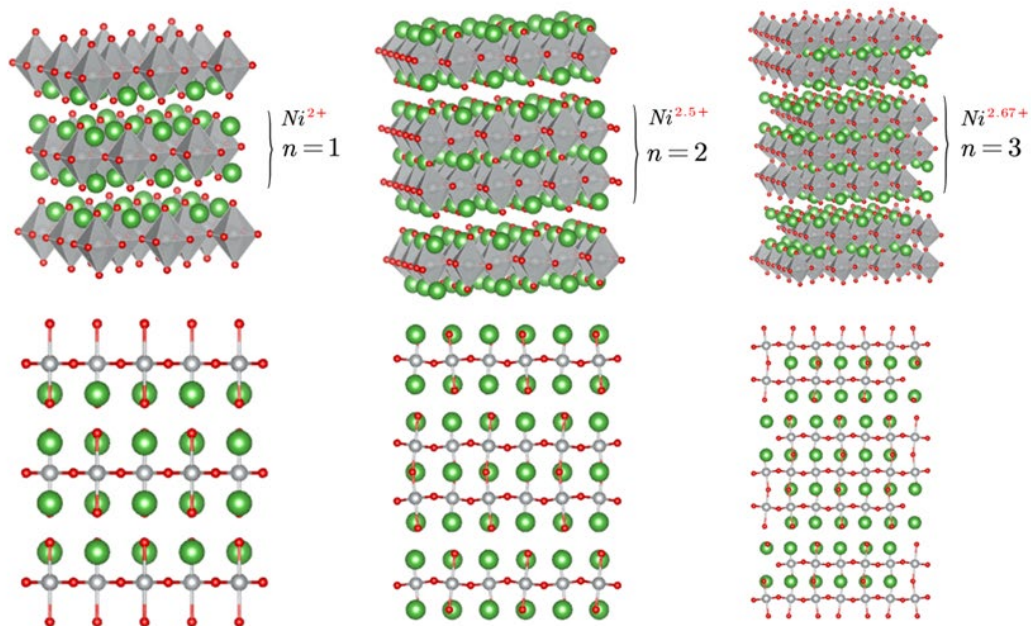 Ni²⁺
n = 1
Ni²·⁵⁺
n = 2
Ni²·⁶⁷⁺
n = 3